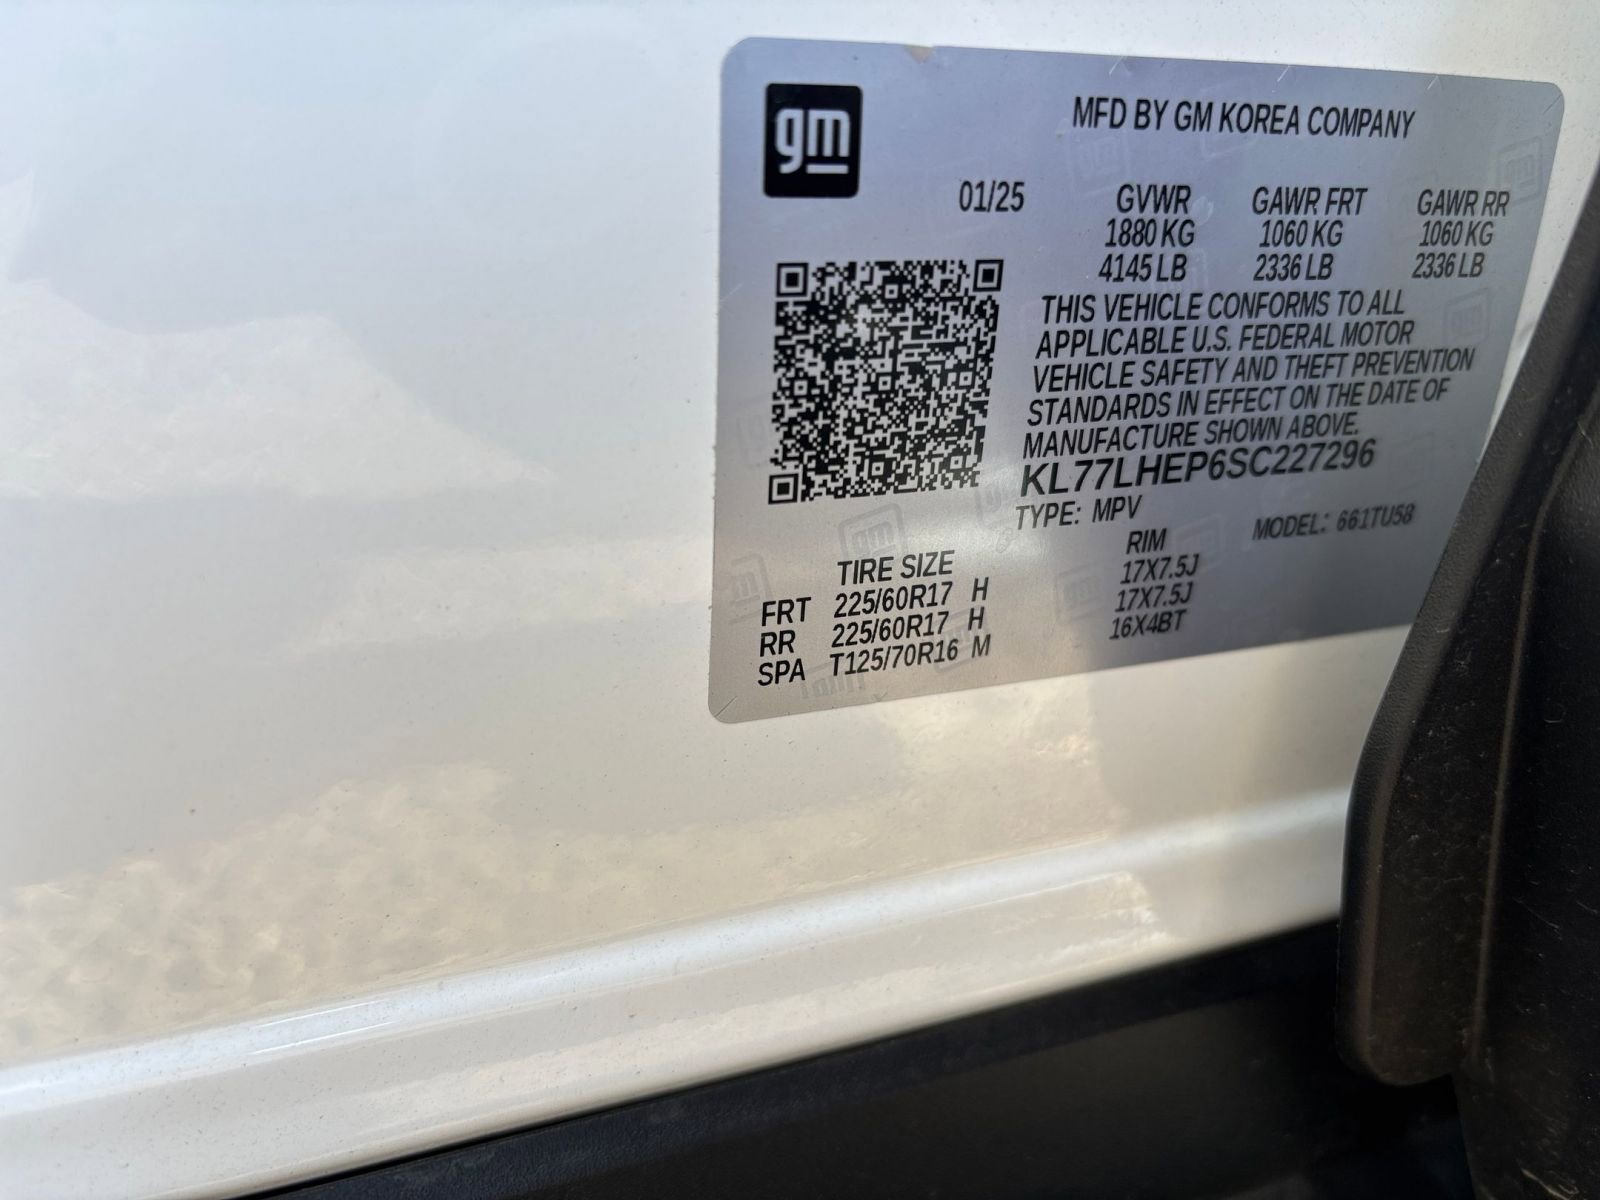 gm
MFD BY GM KOREA COMPANY
01/25 GVWR GAWR FRT GAWR RR
1880 KG 1060 KG 1060 KG
4145 LB 2336 LB 2336 LB
THIS VEHICLE CONFORMS TO ALL
APPLICABLE U.S. FEDERAL MOTOR
VEHICLE SAFETY AND THEFT PREVENTION
STANDARDS IN EFFECT ON THE DATE OF
MANUFACTURE SHOWN ABOVE.
KL77LHEP6SC227296
TYPE: MPV MODEL: 661TU58
TIRE SIZE RIM
FRT 225/60R17 H 17X7.5J
RR 225/60R17 H 17X7.5J
SPA T125/70R16 M 16X4BT